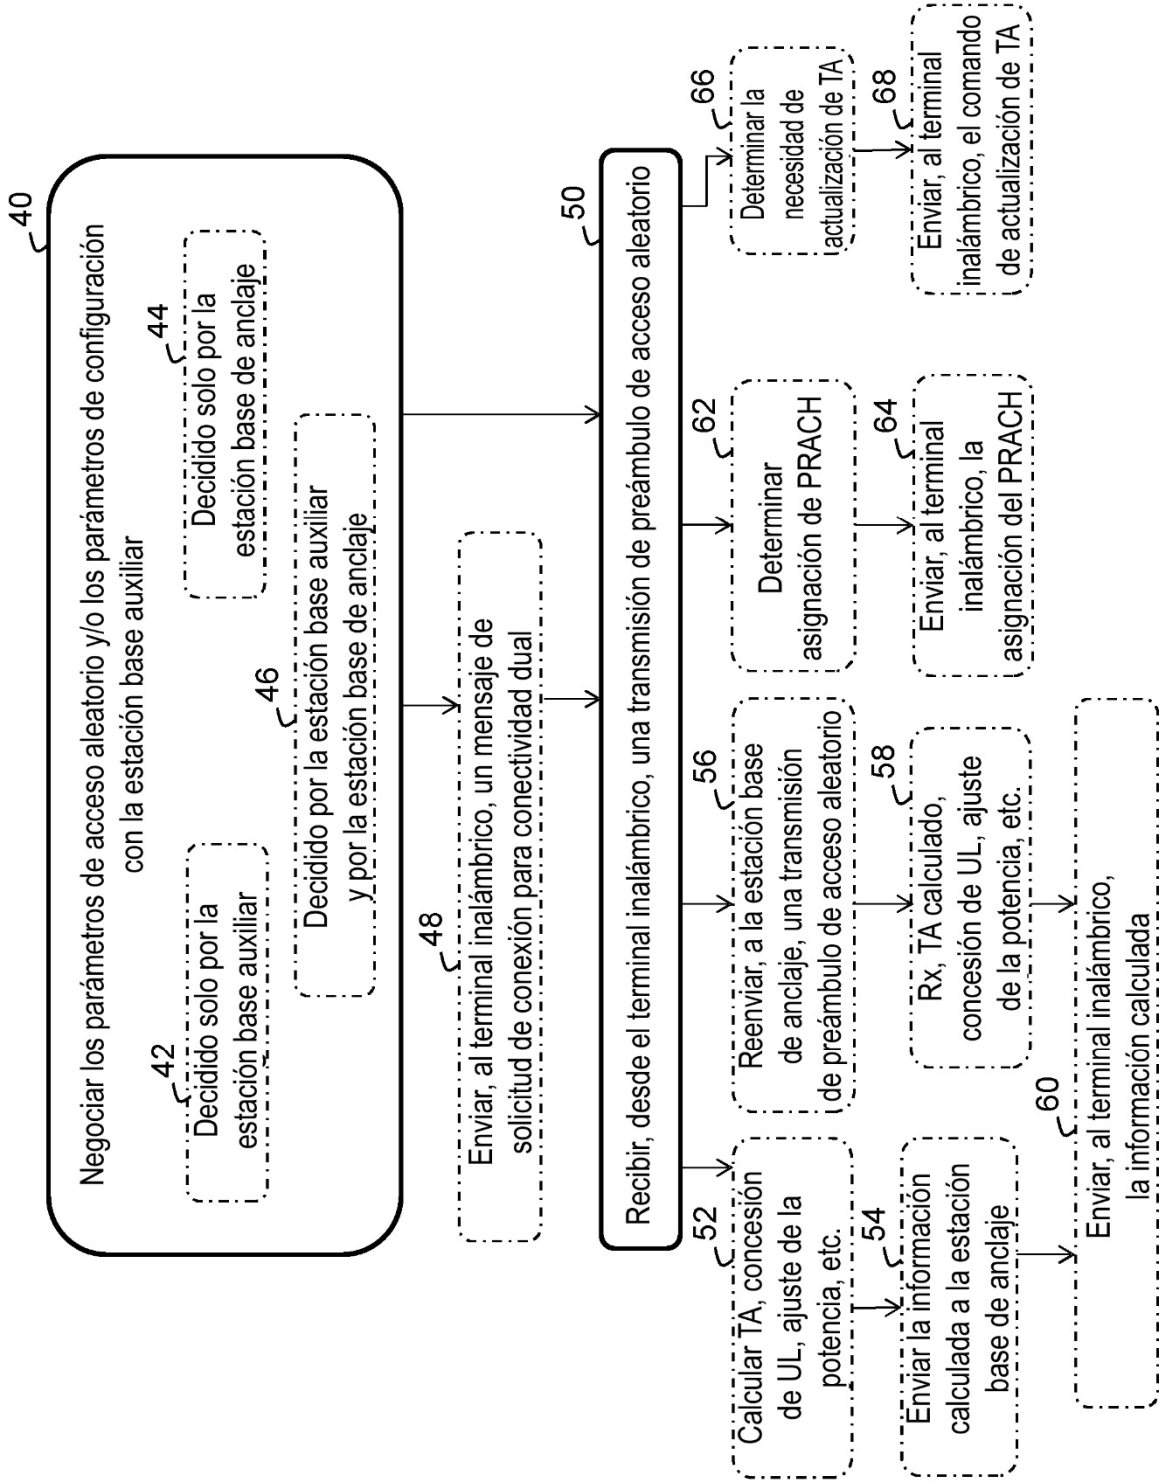 40
Negociar los parámetros de acceso aleatorio y/o los parámetros de configuración
con la estación base auxiliar
42
Decidido solo por la
estación base auxiliar
44
Decidido solo por la
estación base de anclaje
46
Decidido por la estación base auxiliar
y por la estación base de anclaje
48
Enviar, al terminal inalámbrico, un mensaje de
solicitud de conexión para conectividad dual
50
Recibir, desde el terminal inalámbrico, una transmisión de preámbulo de acceso aleatorio
52
Calcular TA, concesión
de UL, ajuste de la
potencia, etc.
54
Enviar la información
calculada a la estación
base de anclaje
56
Reenviar, a la estación base
de anclaje, una transmisión
de preámbulo de acceso aleatorio
58
Rx, TA calculado,
concesión de UL, ajuste
de la potencia, etc.
60
Enviar, al terminal inalámbrico,
la información calculada
62
Determinar
asignación de PRACH
64
Enviar, al terminal
inalámbrico, la
asignación del PRACH
66
Determinar la
necesidad de
actualización de TA
68
Enviar, al terminal
inalámbrico, el comando
de actualización de TA